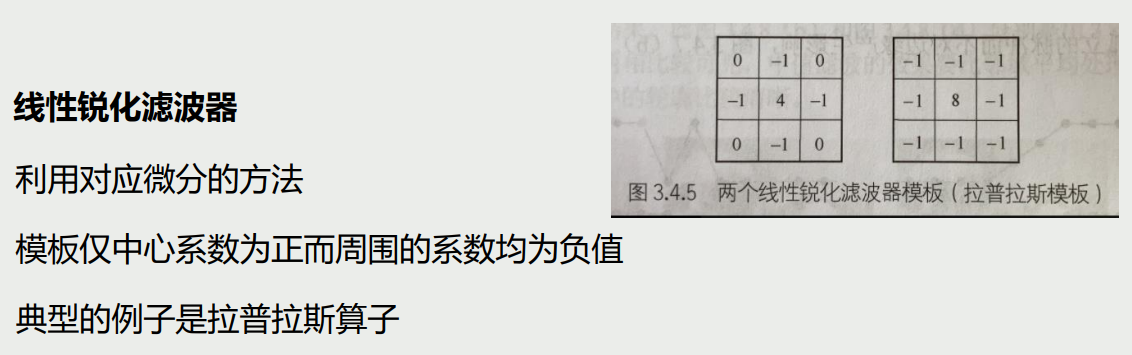 线性锐化滤波器
利用对应微分的方法
模板仅中心系数为正而周围的系数均为负值
典型的例子是拉普拉斯算子
0 -1 0
-1 4 -1
0 -1 0
-1 -1 -1
-1 8 -1
-1 -1 -1
图 3.4.5 两个线性锐化滤波器模板(拉普拉斯模板)